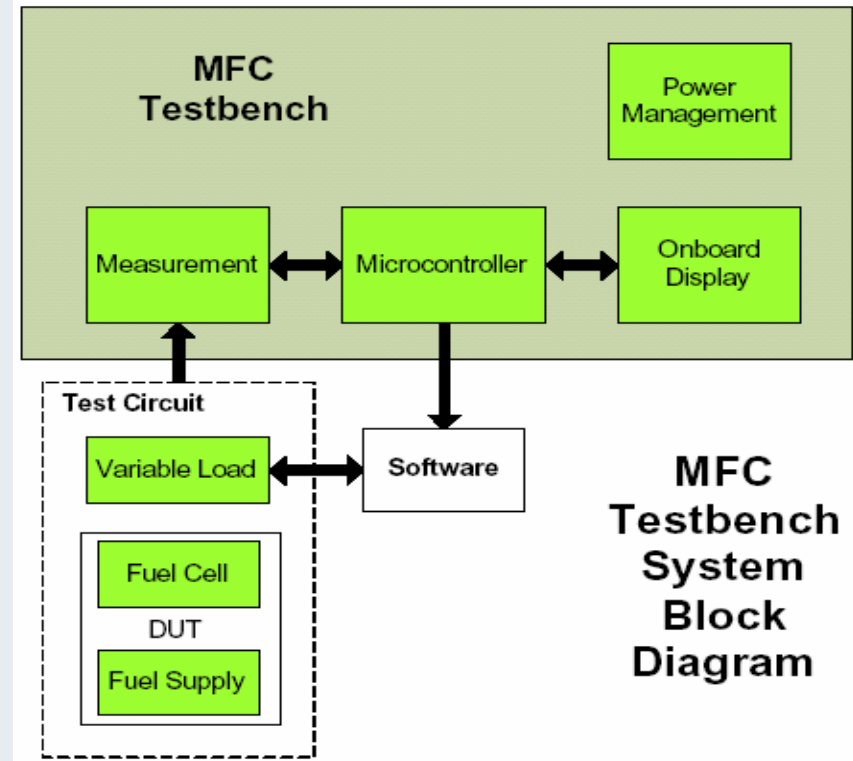 MFC
Testbench
Power
Management
Measurement
Microcontroller
Onboard
Display
Test Circuit
Variable Load
Software
Fuel Cell
DUT
Fuel Supply
MFC
Testbench
System
Block
Diagram